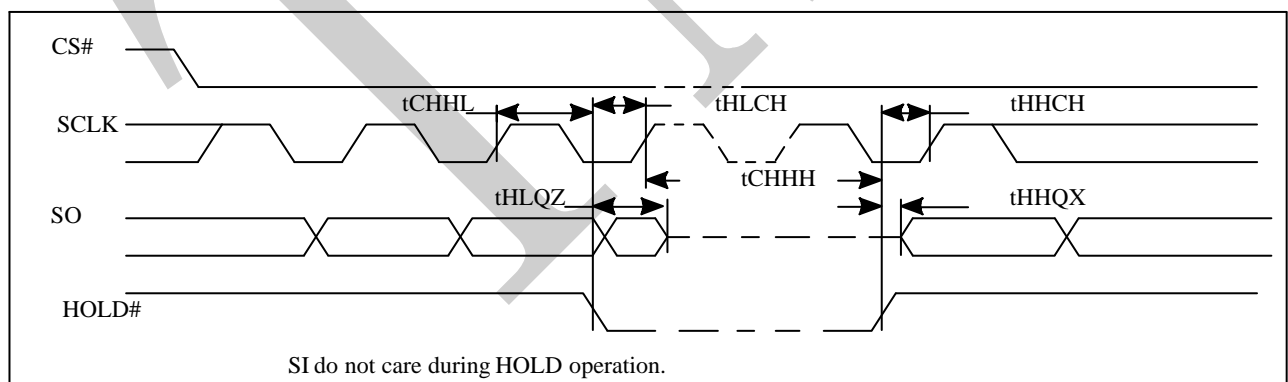 CS#
tCHHL
tHLCH
tHHCH
SCLK
tCHHH
tHLQZ
tHHQX
SO
HOLD#
SI do not care during HOLD operation.